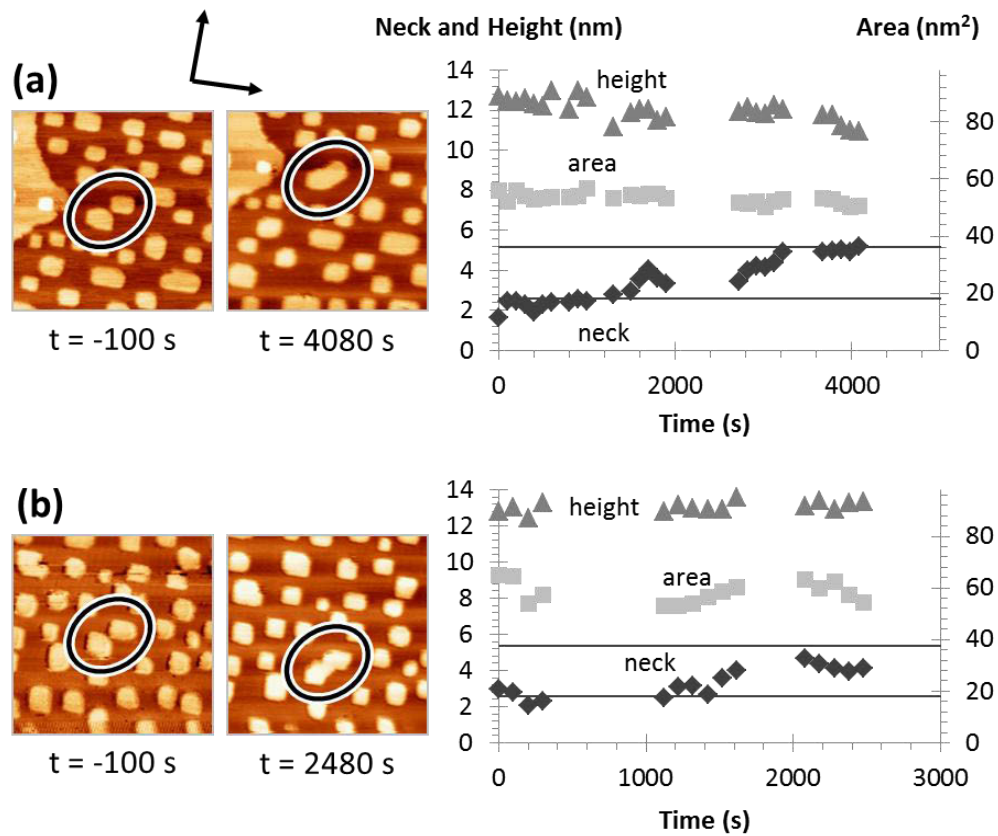 Neck and Height (nm)
Area (nm²)
(a)
t = -100 s
t = 4080 s
14
12
10
8
6
4
2
0
height
area
neck
80
60
40
20
0
0
2000
4000
Time (s)
(b)
t = -100 s
t = 2480 s
14
12
10
8
6
4
2
0
height
area
neck
80
60
40
20
0
0
1000
2000
3000
Time (s)